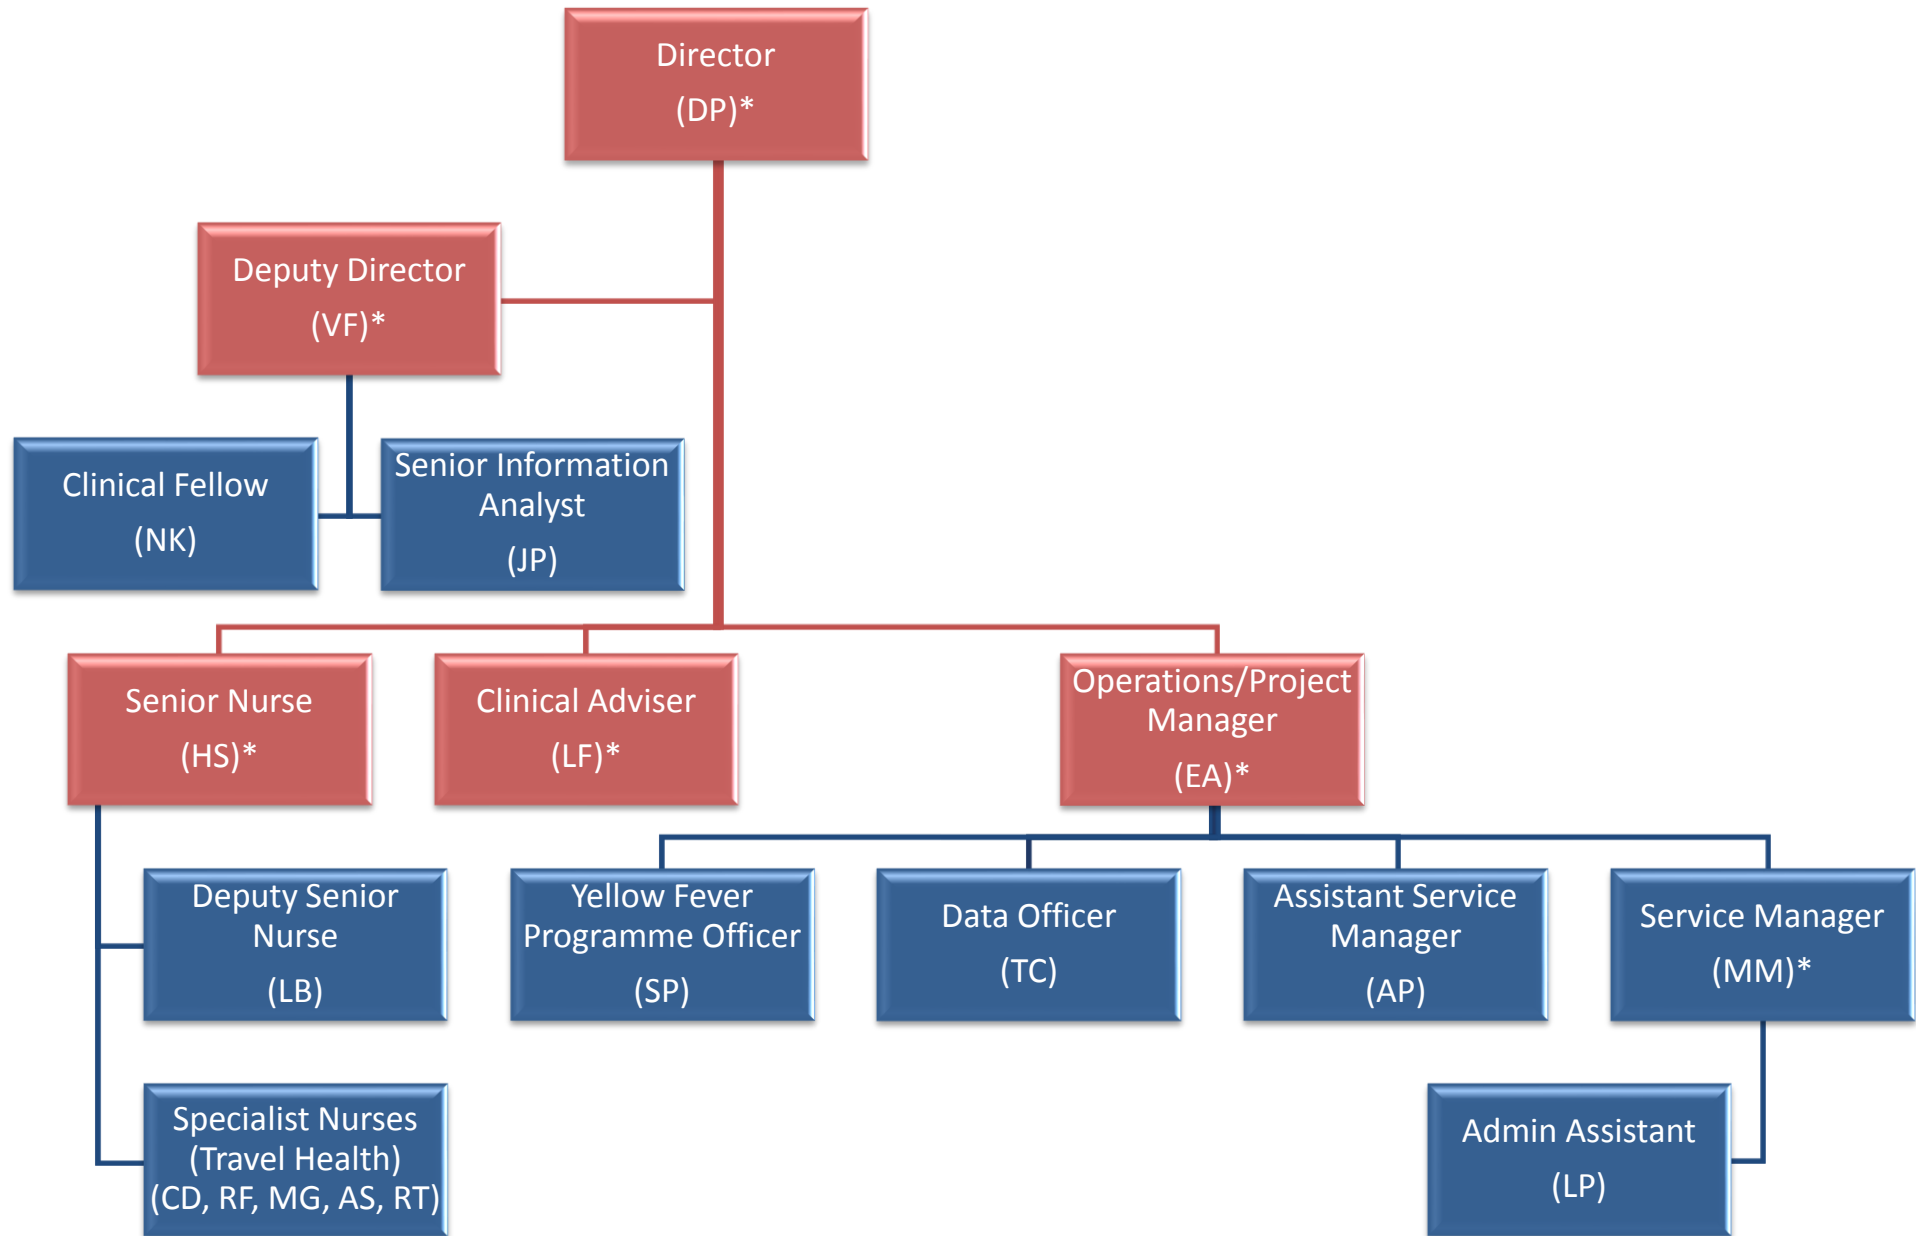 Director
(DP)*
Deputy Director
(VF)*
Clinical Fellow
(NK)
Senior Information
Analyst
(JP)
Senior Nurse
(HS)*
Clinical Adviser
(LF)*
Operations/Project
Manager
(EA)*
Deputy Senior
Nurse
(LB)
Yellow Fever
Programme Officer
(SP)
Data Officer
(TC)
Assistant Service
Manager
(AP)
Service Manager
(MM)*
Specialist Nurses
(Travel Health)
(CD, RF, MG, AS, RT)
Admin Assistant
(LP)